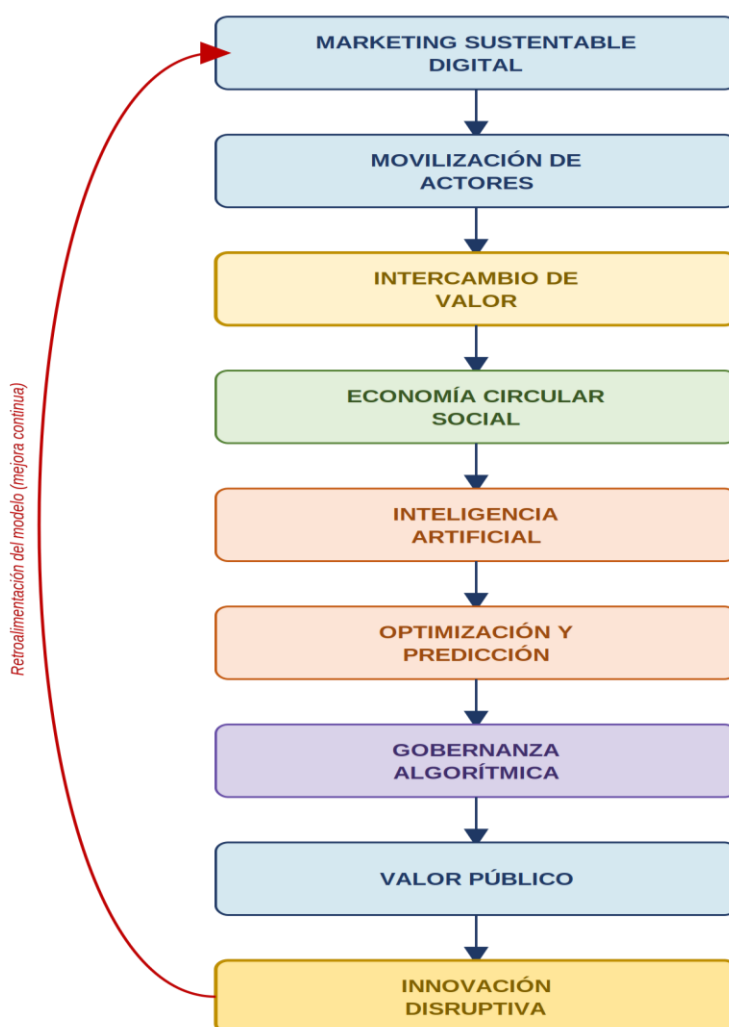 MARKETING SUSTENTABLE
DIGITAL
MOVILIZACIÓN DE
ACTORES
INTERCAMBIO DE
VALOR
ECONOMÍA CIRCULAR
SOCIAL
INTELIGENCIA
ARTIFICIAL
OPTIMIZACIÓN Y
PREDICCIÓN
GOBERNANZA
ALGORÍTMICA
VALOR PÚBLICO
INNOVACIÓN
DISRUPTIVA
Retroalimentación del modelo (mejora continua)